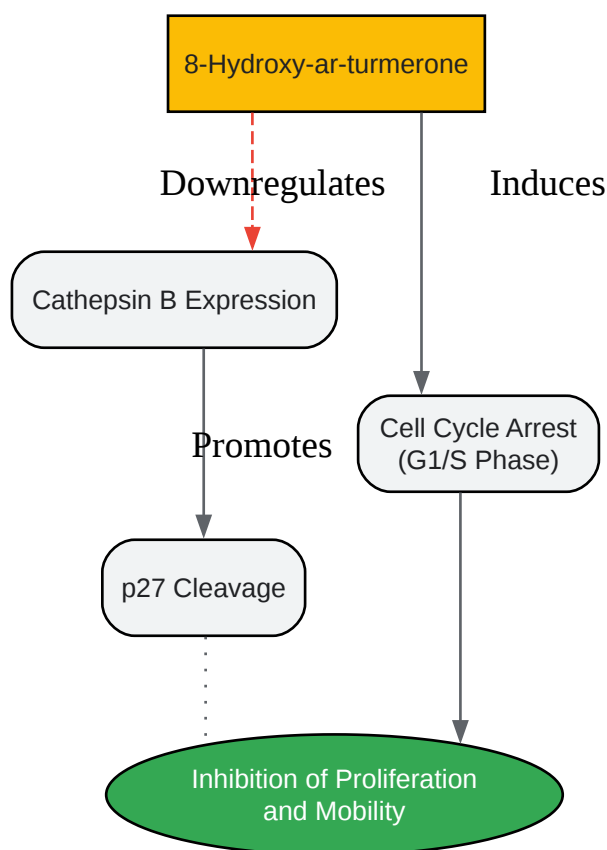 8-Hydroxy-ar-turmerone
Downregulates
Induces
Cathepsin B Expression
Cell Cycle Arrest
(G1/S Phase)
Promotes
p27 Cleavage
Inhibition of Proliferation
and Mobility